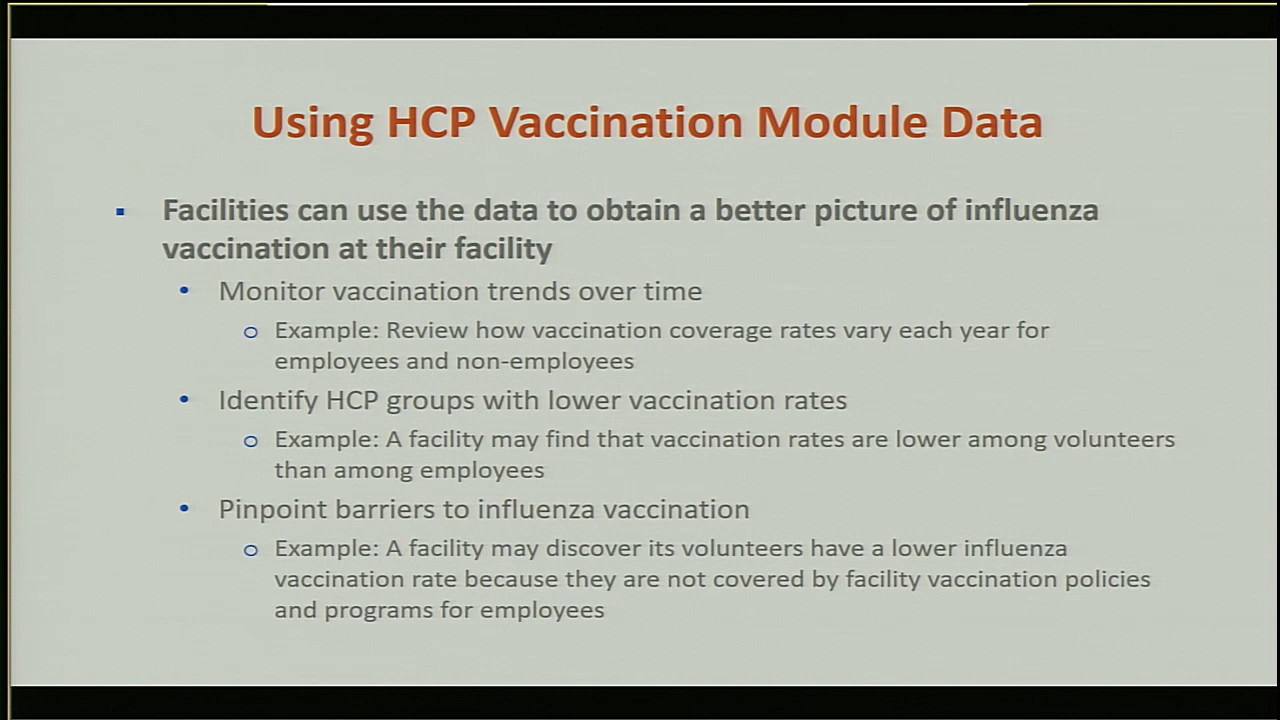 Using HCP Vaccination Module Data
▪ Facilities can use the data to obtain a better picture of influenza
vaccination at their facility
• Monitor vaccination trends over time
o Example: Review how vaccination coverage rates vary each year for
employees and non-employees
• Identify HCP groups with lower vaccination rates
o Example: A facility may find that vaccination rates are lower among volunteers
than among employees
• Pinpoint barriers to influenza vaccination
o Example: A facility may discover its volunteers have a lower influenza
vaccination rate because they are not covered by facility vaccination policies
and programs for employees